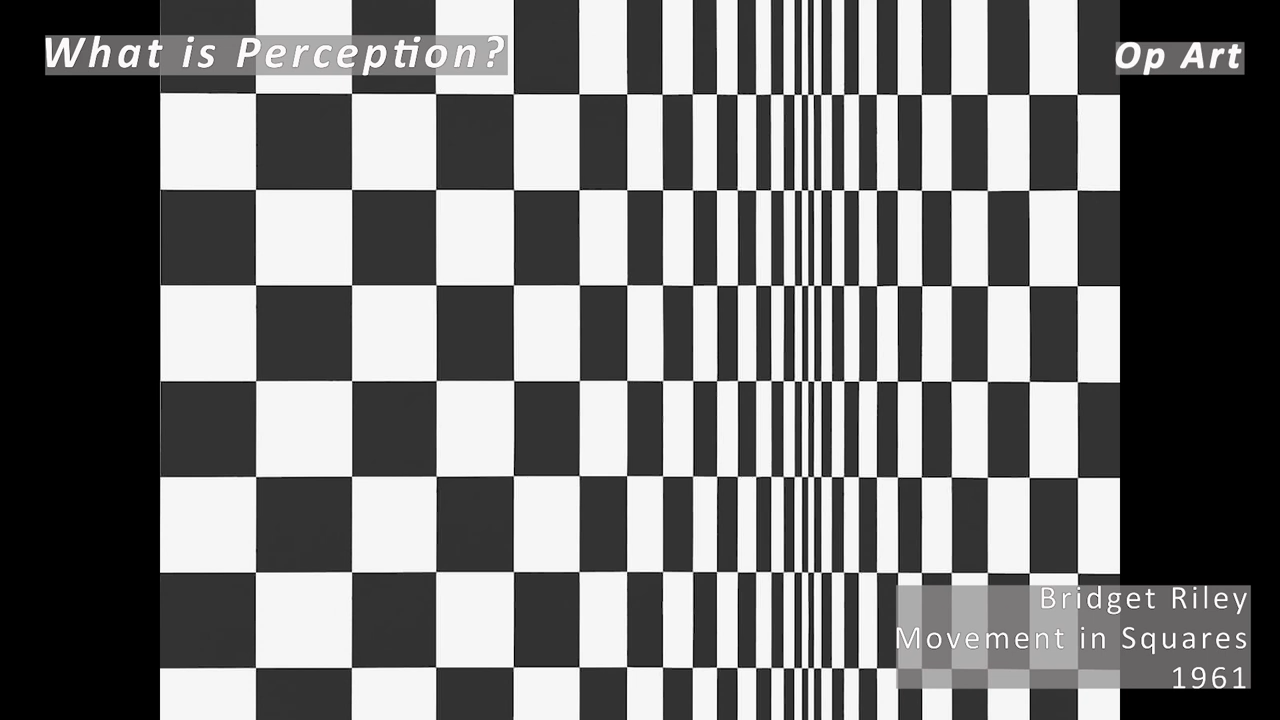 What is Perception?
Op Art
Bridget Riley
Movement in Squares
1961